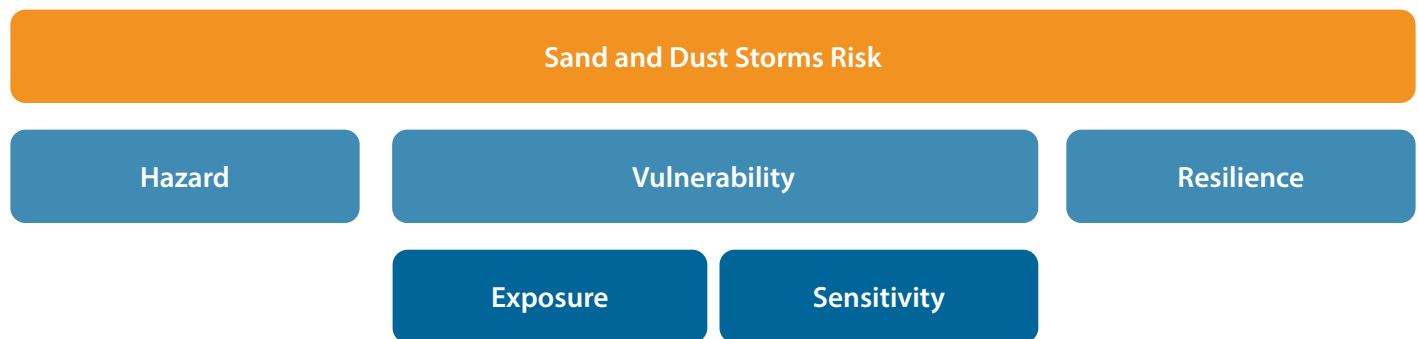 Sand and Dust Storms Risk
Hazard
Vulnerability
Resilience
Exposure
Sensitivity